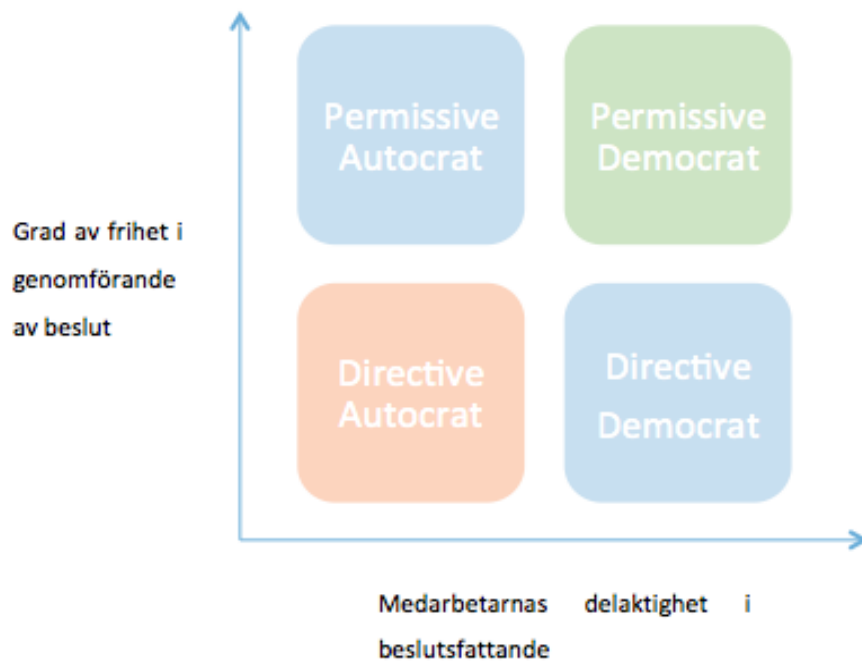 Permissive
Autocrat
Permissive
Democrat
Grad av frihet i
genomförande
av beslut
Directive
Autocrat
Directive
Democrat
Medarbetarnas delaktighet i
beslutsfattande